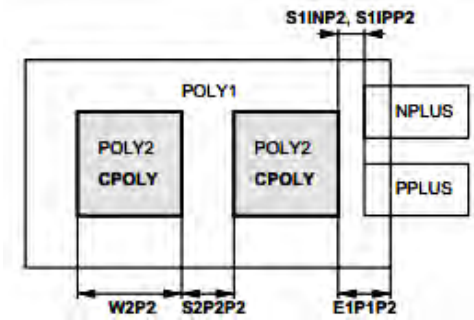 S1INP2, S1IPP2
POLY1
NPLUS
POLY2
CPOLY
POLY2
CPOLY
PPLUS
W2P2 S2P2P2 E1P1P2